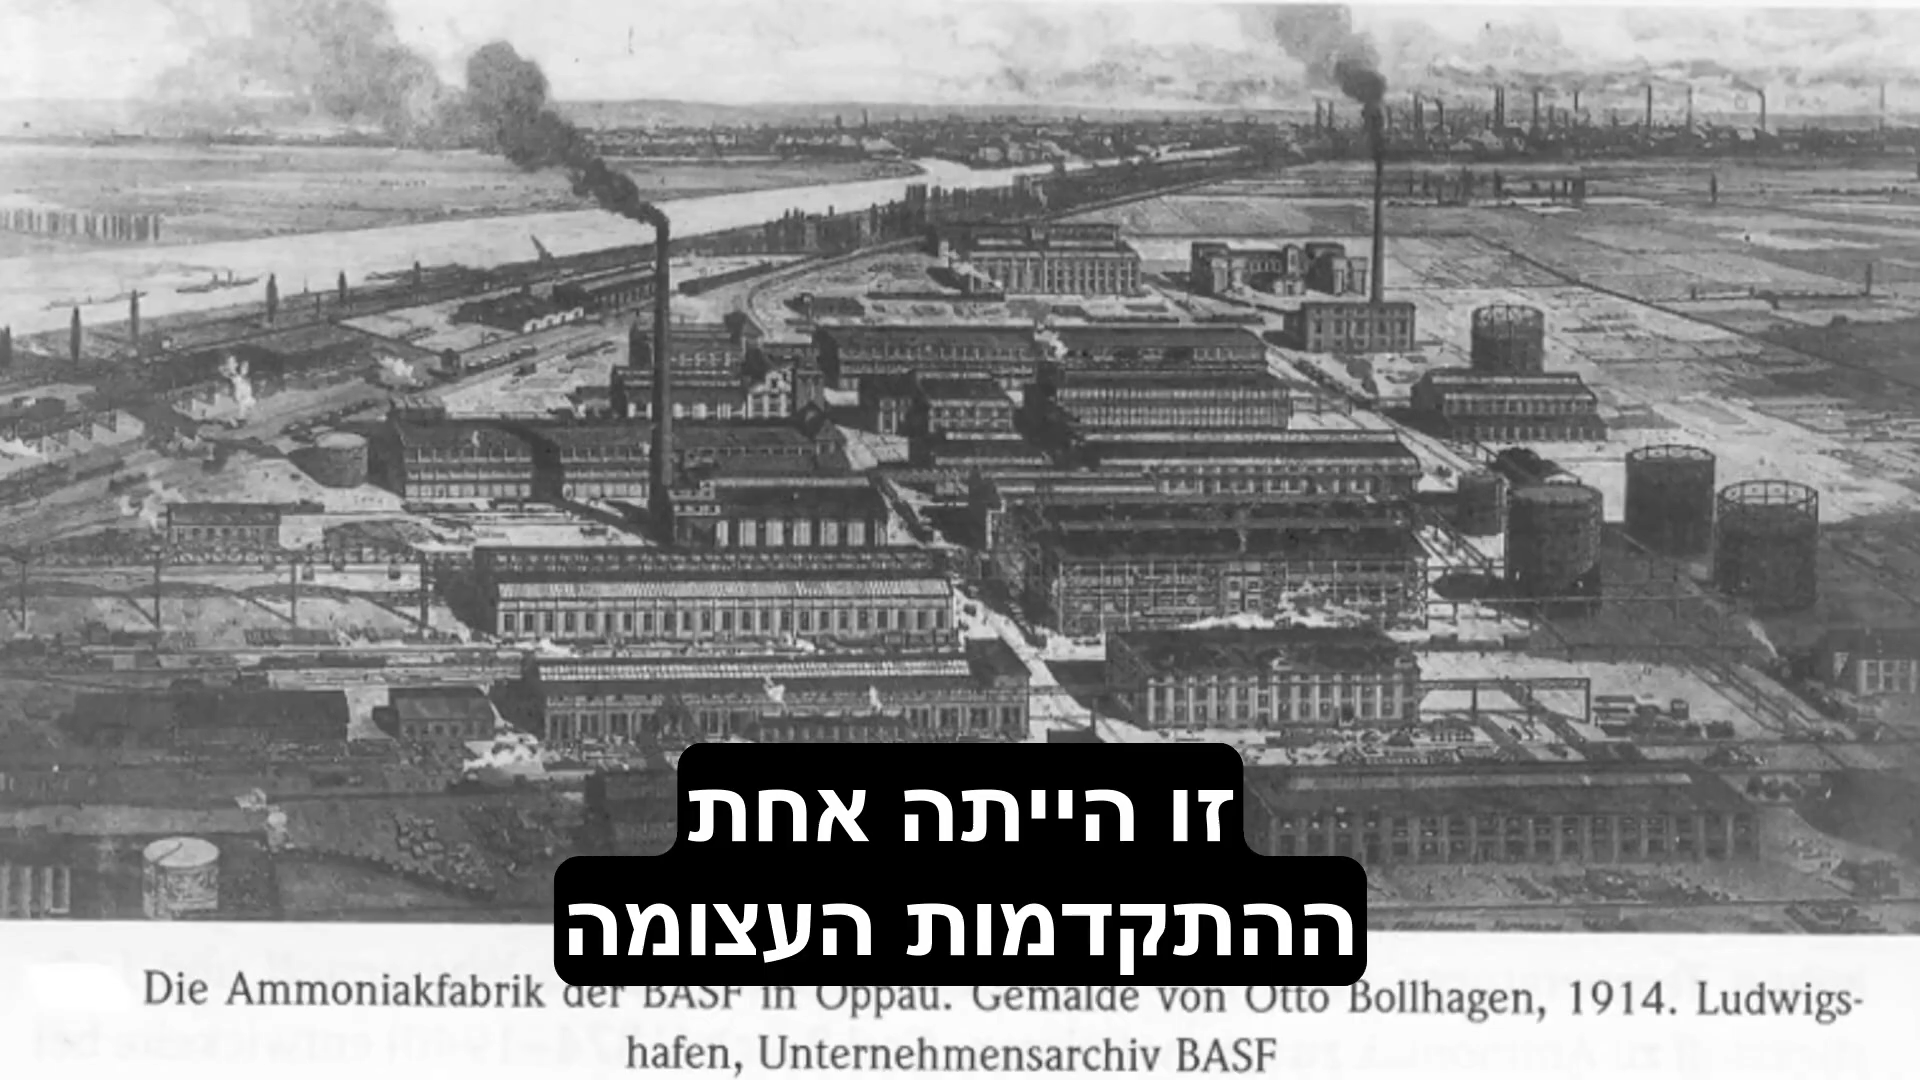 זו הייתה אחת
ההתקדמות העצומה
Die Ammoniakfabrik der BASF in Oppau. Gemälde von Otto Bollhagen, 1914. Ludwigs-
hafen, Unternehmensarchiv BASF